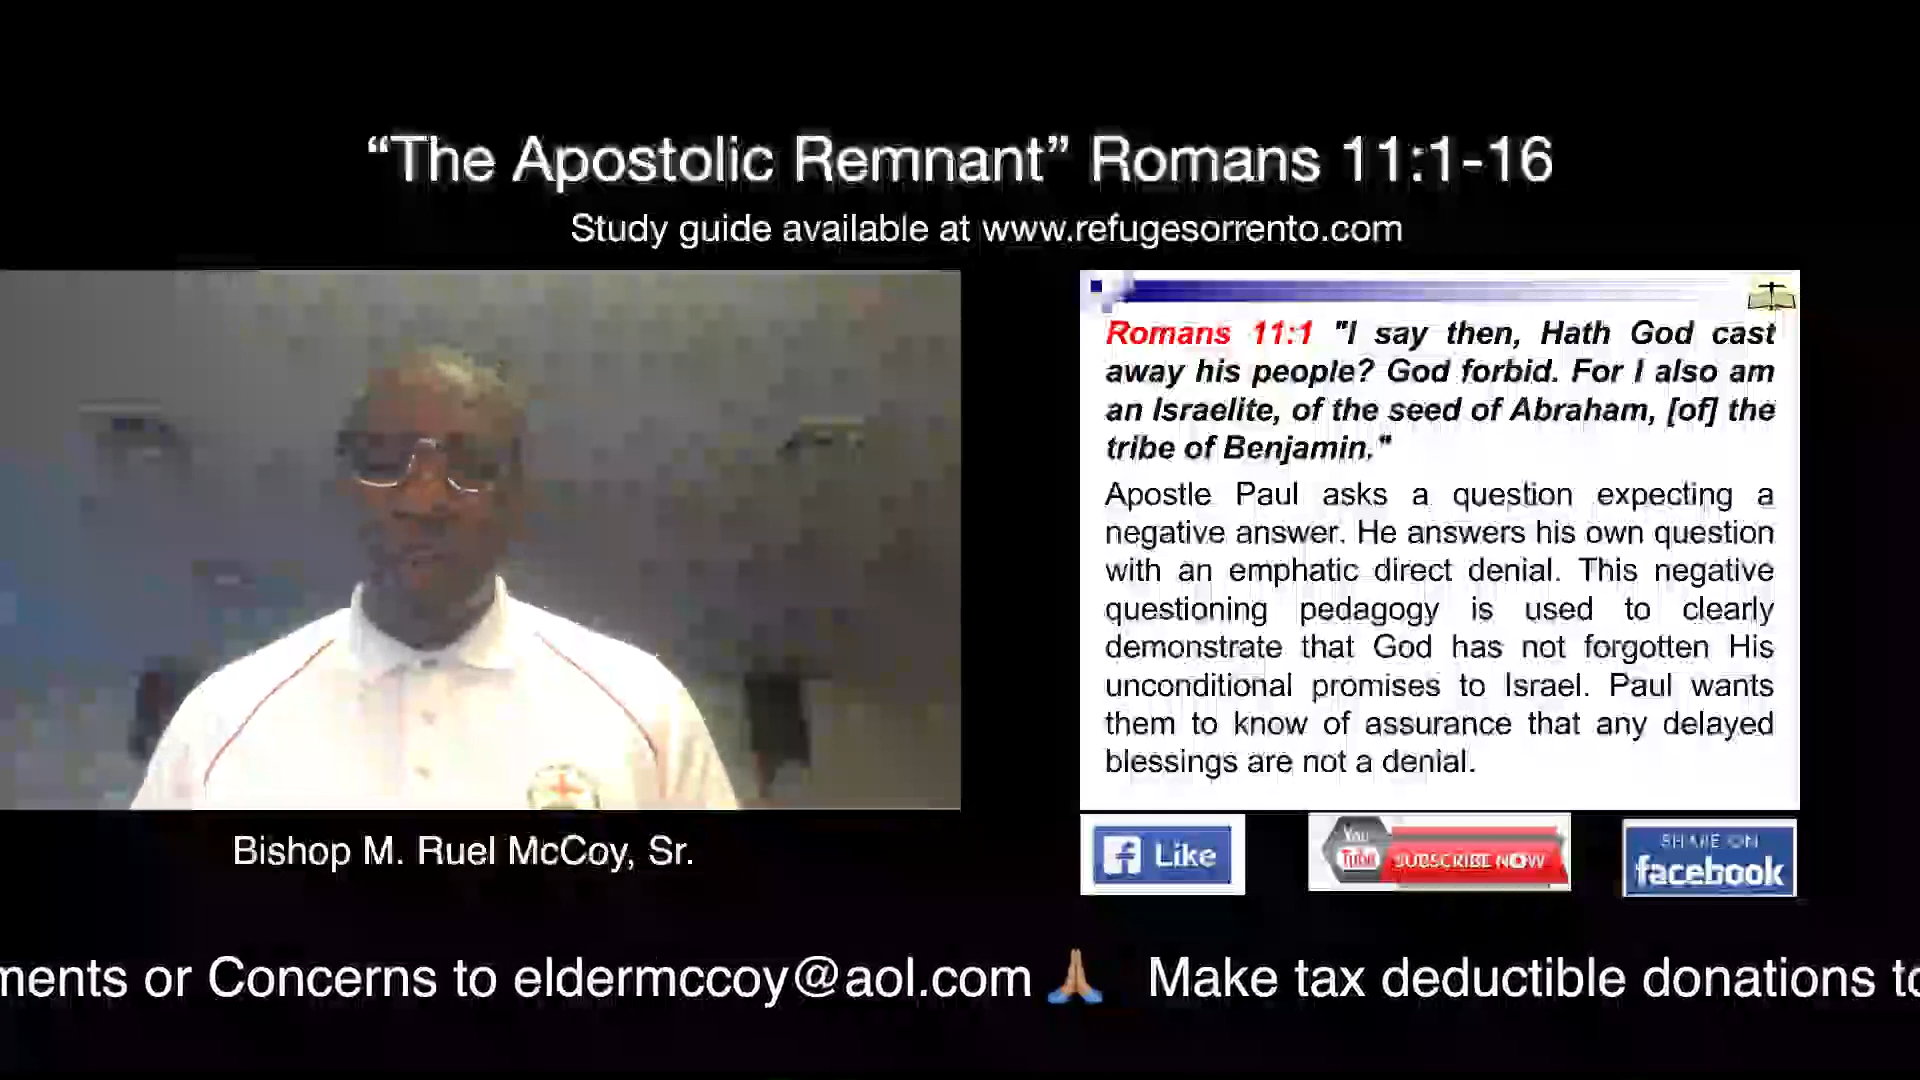 “The Apostolic Remnant” Romans 11:1-16
Study guide available at www.refugesorrento.com
Romans 11:1 "I say then, Hath God cast
away his people? God forbid. For I also am
an Israelite, of the seed of Abraham, [of] the
tribe of Benjamin."
Apostle Paul asks a question expecting a
negative answer. He answers his own question
with an emphatic direct denial. This negative
questioning pedagogy is used to clearly
demonstrate that God has not forgotten His
unconditional promises to Israel. Paul wants
them to know of assurance that any delayed
blessings are not a denial.
Bishop M. Ruel McCoy, Sr.
f Like
You
Tube
SUBSCRIBE NOW
SHARE ON
facebook
ments or Concerns to eldermccoy@aol.com 🙏🏼 Make tax deductible donations to